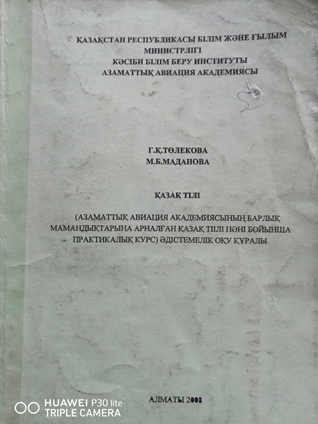 ҚАЗАҚСТАН РЕСПУБЛИКАСЫ БІЛІМ ЖӘНЕ ҒЫЛЫМ
МИНИСТРЛІГІ
КӘСІБИ БІЛІМ БЕРУ ИНСТИТУТЫ
АЗАМАТТЫҚ АВИАЦИЯ АКАДЕМИЯСЫ
Г.Қ.ТӨЛЕКОВА
М.Б.МАДАНОВА
ҚАЗАҚ ТІЛІ
(АЗАМАТТЫҚ АВИАЦИЯ АКАДЕМИЯСЫНЫҢ БАРЛЫҚ
МАМАНДЫҚТАРЫНА АРНАЛҒАН ҚАЗАҚ ТІЛІ ПӘНІ БОЙЫНША
ПРАКТИКАЛЫҚ КУРС) ӘДІСТЕМЕЛІК ОҚУ ҚҰРАЛЫ
АЛМАТЫ 2008
HUAWEI P30 lite
TRIPLE CAMERA